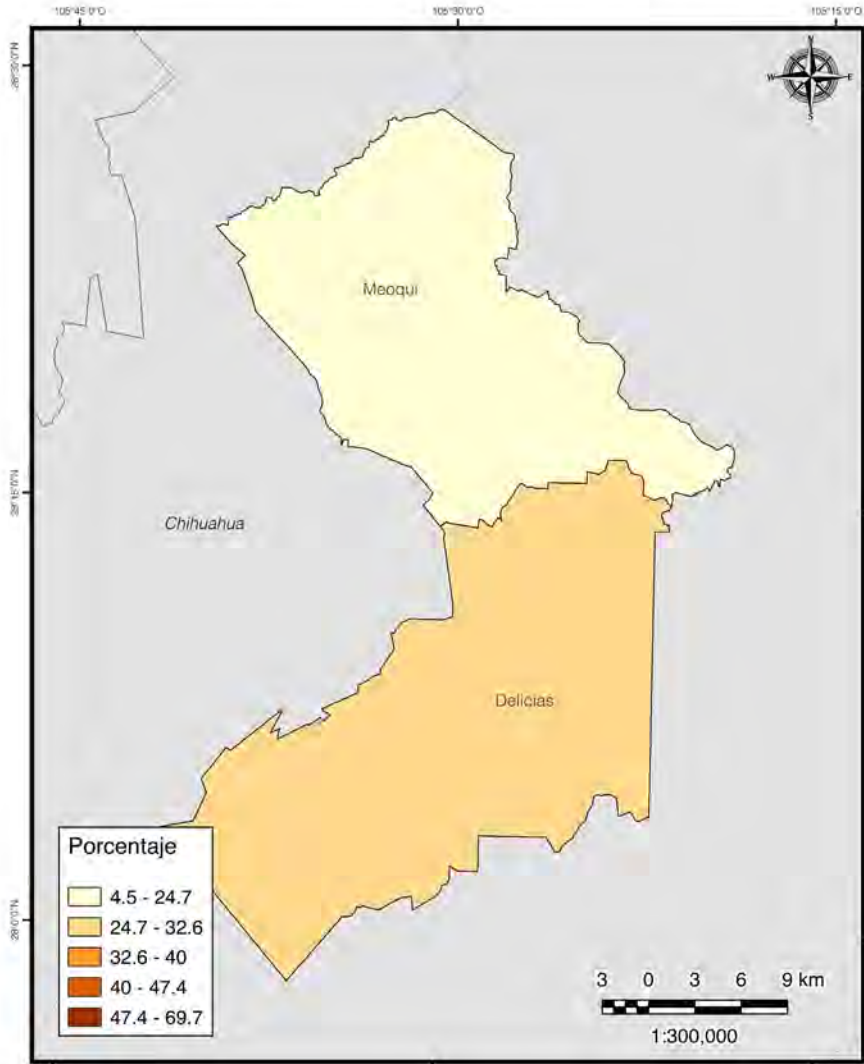 105°45'0"O 105°30'0"O 105°15'0"O
N
W E
S
Meoqui
Chihuahua
Delicias
Porcentaje
4.5 - 24.7
24.7 - 32.6
32.6 - 40
40 - 47.4
47.4 - 69.7
3 0 3 6 9 km
1:300,000